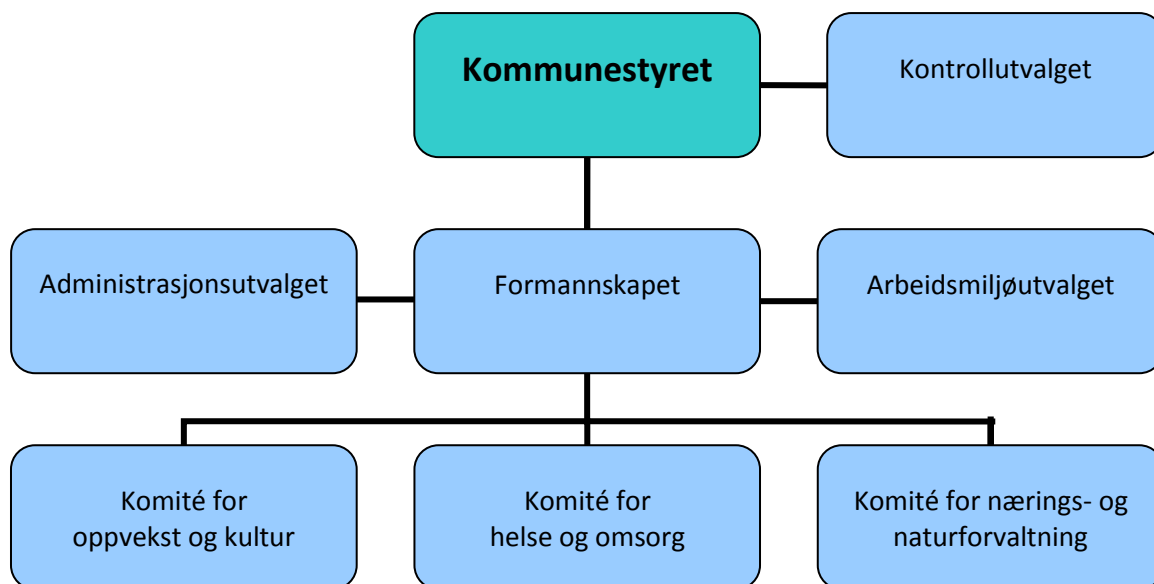 Kommunestyret
Kontrollutvalget
Administrasjonsutvalget
Formannskapet
Arbeidsmiljøutvalget
Komité for
oppvekst og kultur
Komité for
helse og omsorg
Komité for nærings- og
naturforvaltning